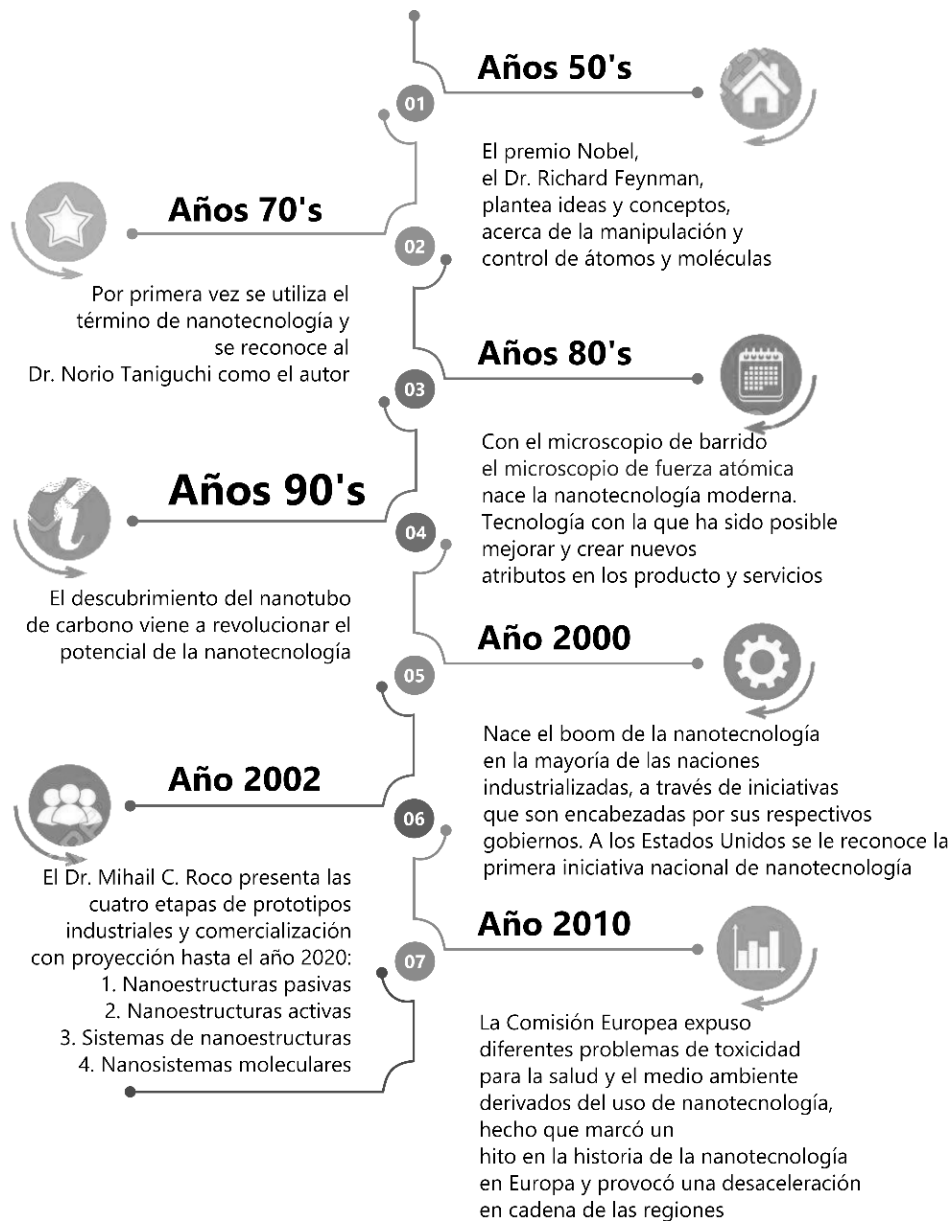 Años 50's
01
El premio Nobel,
el Dr. Richard Feynman,
plantea ideas y conceptos,
acerca de la manipulación y
control de átomos y moléculas
Años 70's
02
Por primera vez se utiliza el
término de nanotecnología y
se reconoce al
Dr. Norio Taniguchi como el autor
Años 80's
03
Con el microscopio de barrido
el microscopio de fuerza atómica
nace la nanotecnología moderna.
Tecnología con la que ha sido posible
mejorar y crear nuevos
atributos en los producto y servicios
Años 90's
04
El descubrimiento del nanotubo
de carbono viene a revolucionar el
potencial de la nanotecnología
Año 2000
05
Nace el boom de la nanotecnología
en la mayoría de las naciones
industrializadas, a través de iniciativas
que son encabezadas por sus respectivos
gobiernos. A los Estados Unidos se le reconoce la
primera iniciativa nacional de nanotecnología
Año 2002
06
El Dr. Mihail C. Roco presenta las
cuatro etapas de prototipos
industriales y comercialización
con proyección hasta el año 2020:
1. Nanoestructuras pasivas
2. Nanoestructuras activas
3. Sistemas de nanoestructuras
4. Nanosistemas moleculares
Año 2010
07
La Comisión Europea expuso
diferentes problemas de toxicidad
para la salud y el medio ambiente
derivados del uso de nanotecnología,
hecho que marcó un
hito en la historia de la nanotecnología
en Europa y provocó una desaceleración
en cadena de las regiones